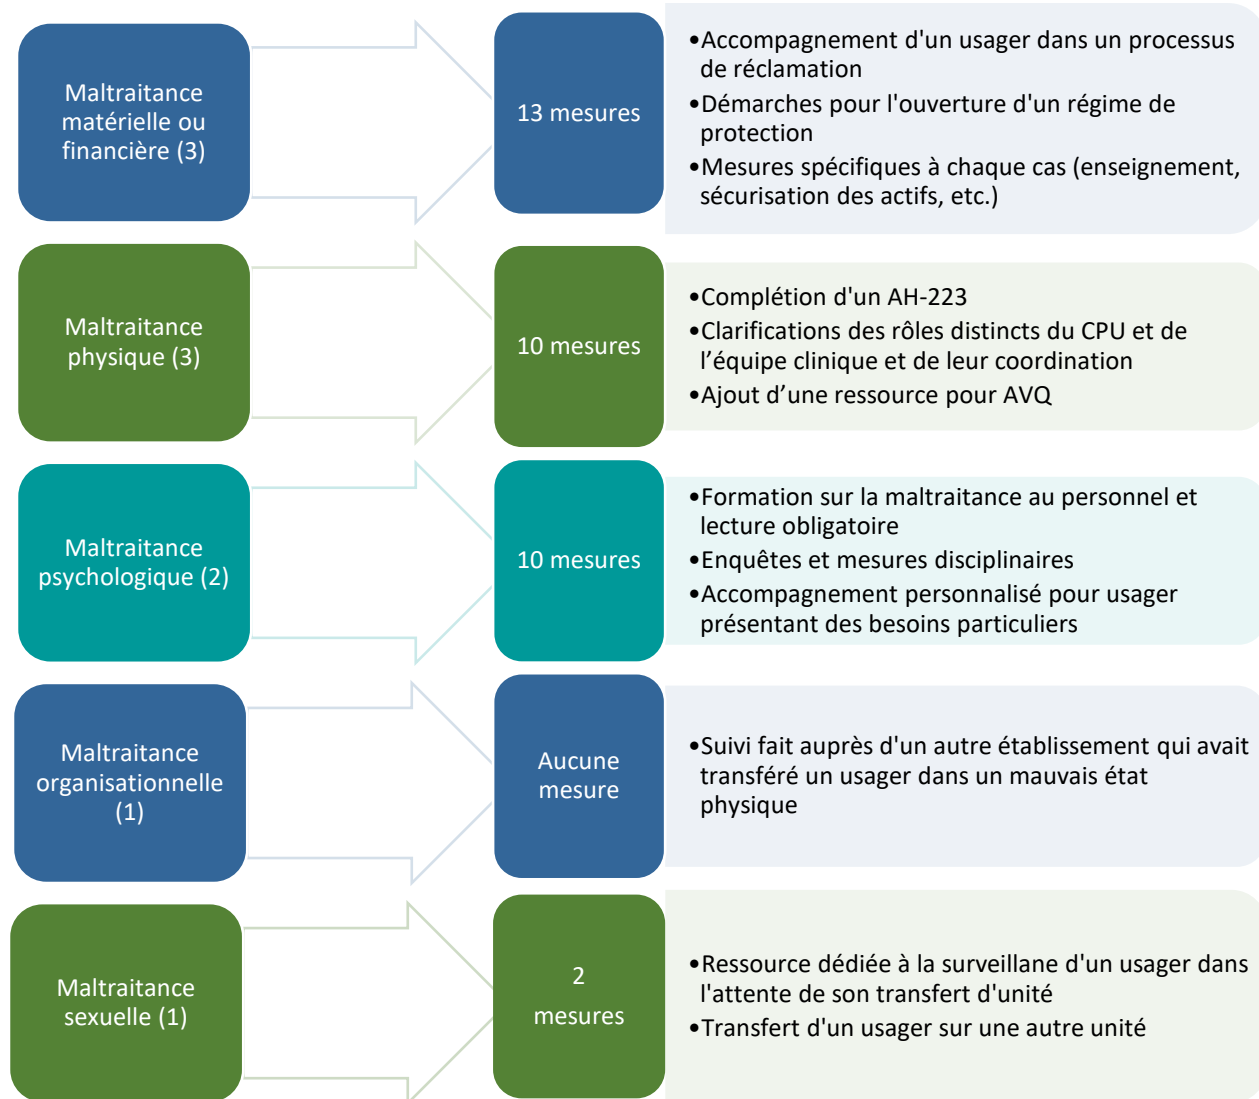 Maltraitance
matérielle ou
financière (3)
13 mesures
•Accompagnement d'un usager dans un processus
de réclamation
•Démarches pour l'ouverture d'un régime de
protection
•Mesures spécifiques à chaque cas (enseignement,
sécurisation des actifs, etc.)
Maltraitance
physique (3)
10 mesures
•Complétion d'un AH-223
•Clarifications des rôles distincts du CPU et de
l’équipe clinique et de leur coordination
•Ajout d’une ressource pour AVQ
Maltraitance
psychologique (2)
10 mesures
•Formation sur la maltraitance au personnel et
lecture obligatoire
•Enquêtes et mesures disciplinaires
•Accompagnement personnalisé pour usager
présentant des besoins particuliers
Maltraitance
organisationnelle
(1)
Aucune
mesure
•Suivi fait auprès d'un autre établissement qui avait
transféré un usager dans un mauvais état
physique
Maltraitance
sexuelle (1)
2
mesures
•Ressource dédiée à la surveillane d'un usager dans
l'attente de son transfert d'unité
•Transfert d'un usager sur une autre unité